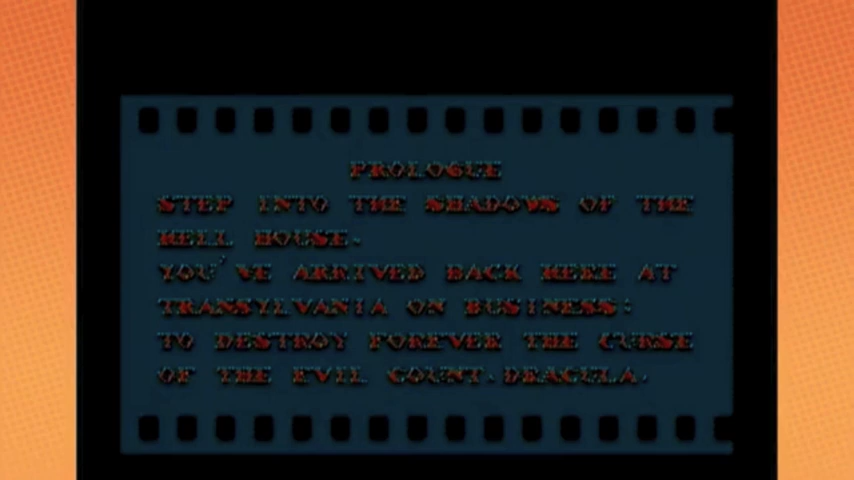 PROLOGUE
STEP INTO THE SHADOWS OF THE
HELL HOUSE.
YOU'VE ARRIVED BACK HERE AT
TRANSYLVANIA ON BUSINESS:
TO DESTROY FOREVER THE CURSE
OF THE EVIL COUNT.DRACULA.